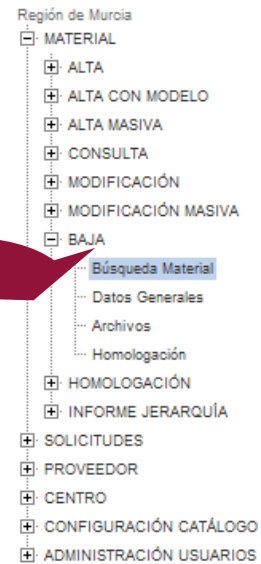 Región de Murcia
MATERIAL
ALTA
ALTA CON MODELO
ALTA MASIVA
CONSULTA
MODIFICACIÓN
MODIFICACIÓN MASIVA
BAJA
Búsqueda Material
Datos Generales
Archivos
Homologación
HOMOLOGACIÓN
INFORME JERARQUÍA
SOLICITUDES
PROVEEDOR
CENTRO
CONFIGURACIÓN CATÁLOGO
ADMINISTRACIÓN USUARIOS